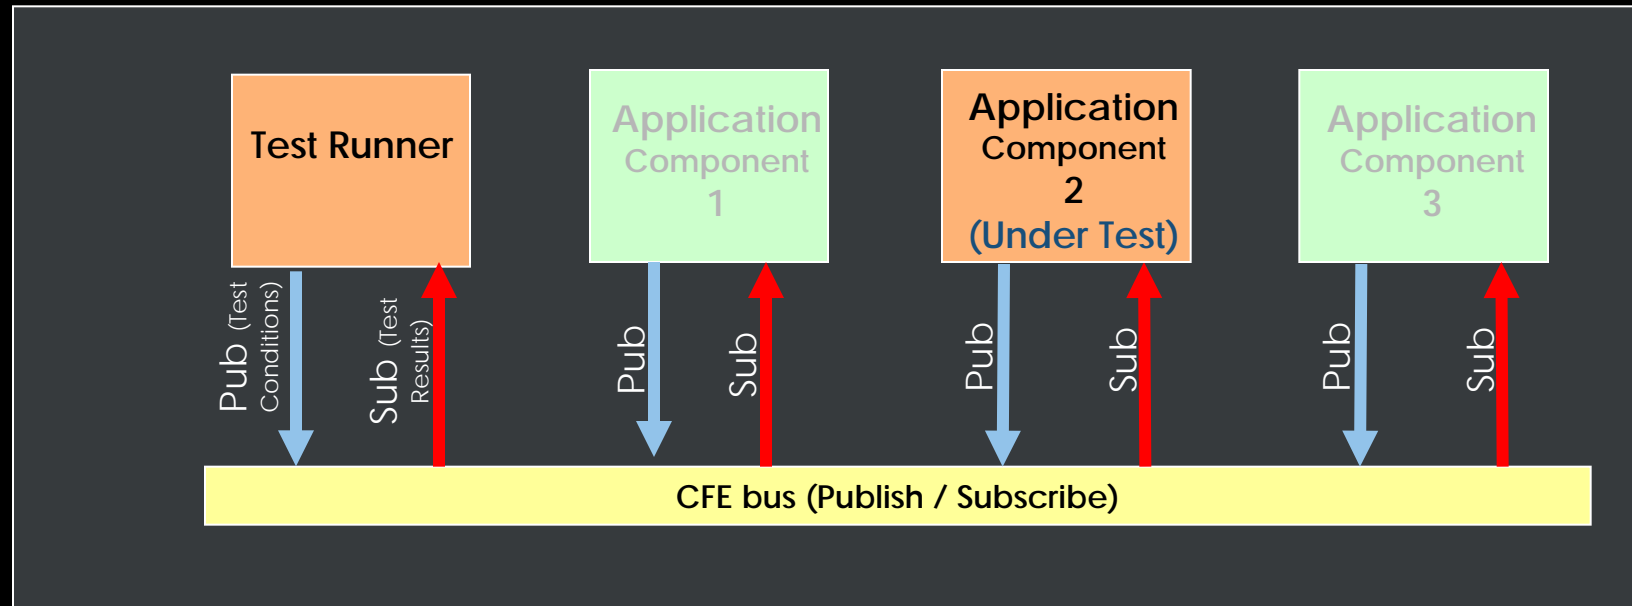 Test Runner
Application
Component
1
Application
Component
2
(Under Test)
Application
Component
3
Pub (Test
Conditions)
Sub (Test
Results)
Pub
Sub
Pub
Sub
Pub
Sub
CFE bus (Publish / Subscribe)